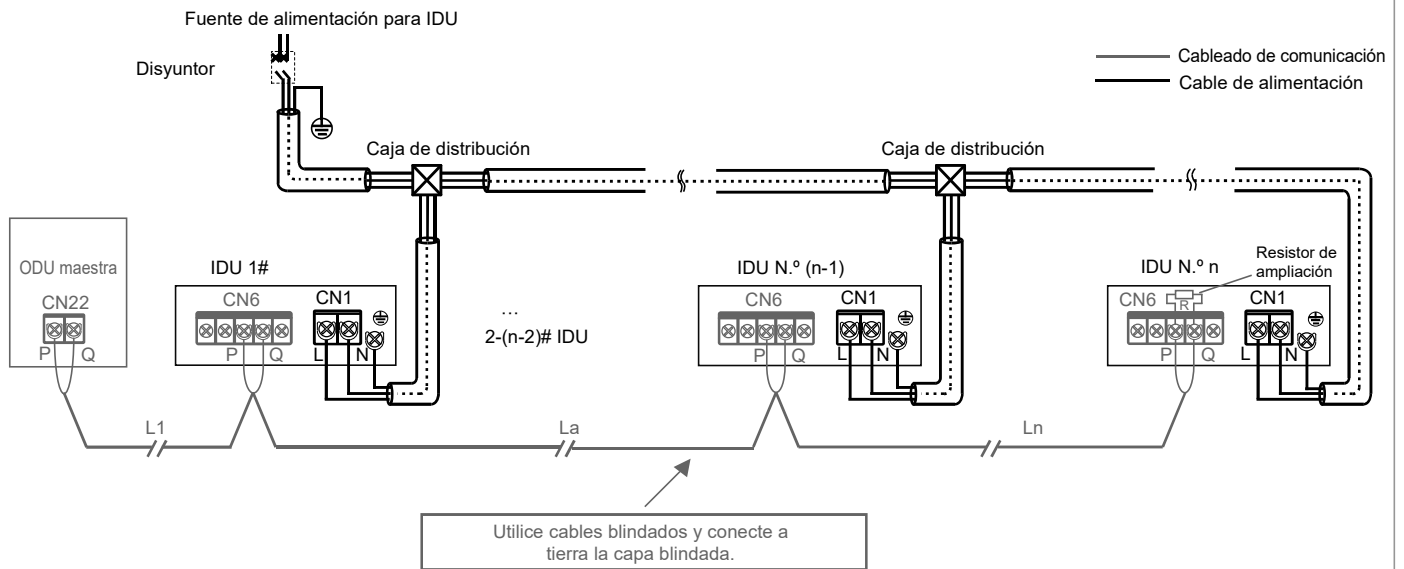 Fuente de alimentación para IDU
Disyuntor
Cableado de comunicación
Cable de alimentación
Caja de distribución
Caja de distribución
ODU maestra
CN22
P Q
IDU 1#
CN6
CN1
P Q
L N
...
2-(n-2)# IDU
IDU N.º (n-1)
CN6
CN1
P Q
L N
IDU N.º n
Resistor de
ampliación
CN6
R
CN1
P Q
L N
L1
La
Ln
Utilice cables blindados y conecte a
tierra la capa blindada.